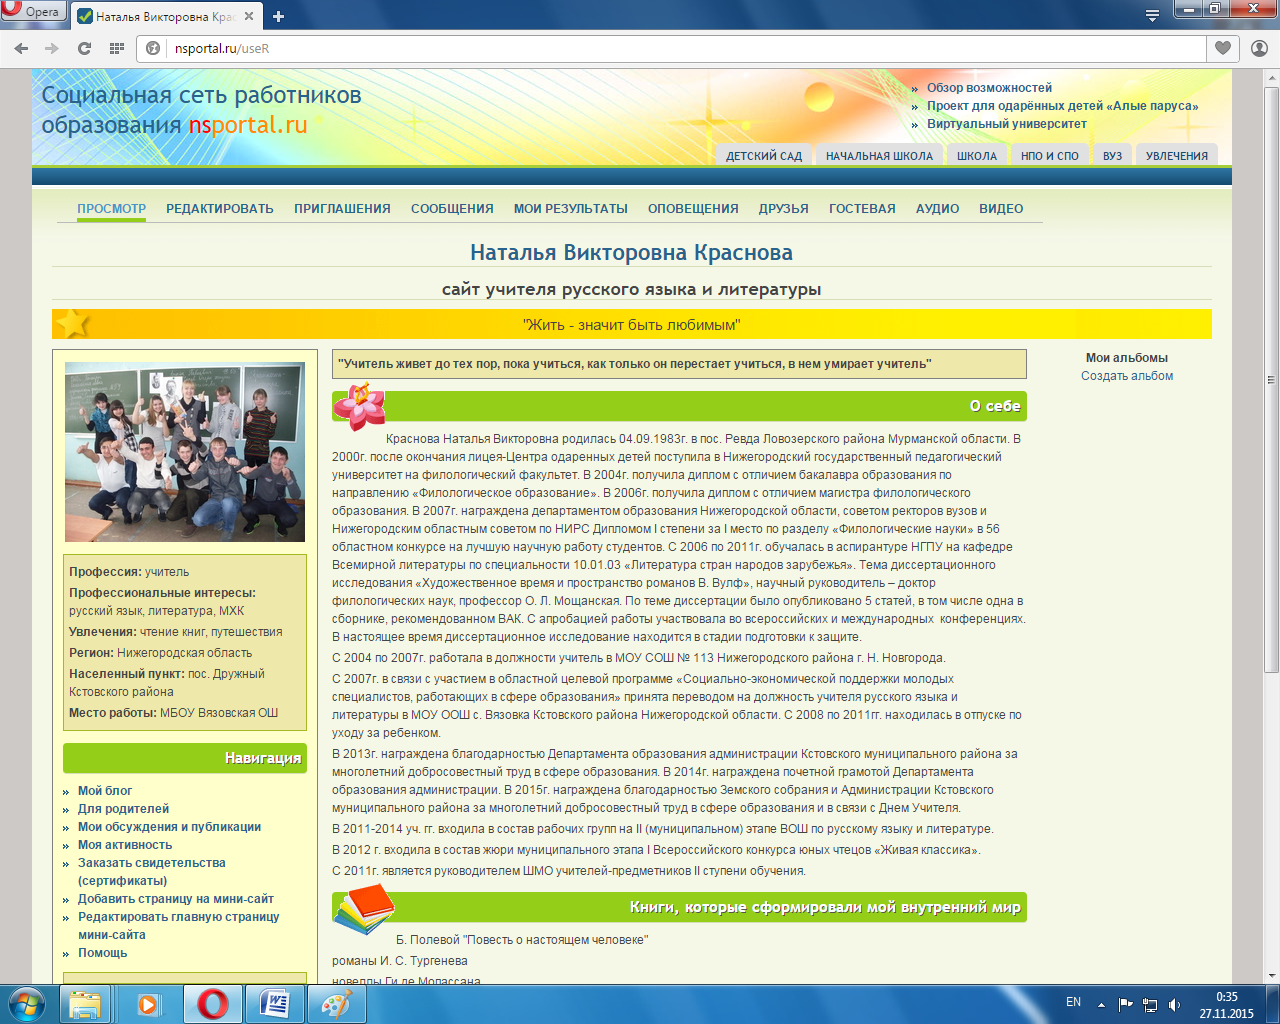 Opera
Наталья Викторовна Крас
nsportal.ru/useR
Социальная сеть работников
образования nsportal.ru
Обзор возможностей
Проект для одарённых детей «Алые паруса»
Виртуальный университет
ДЕТСКИЙ САД НАЧАЛЬНАЯ ШКОЛА ШКОЛА НПО И СПО ВУЗ УВЛЕЧЕНИЯ
ПРОСМОТР РЕДАКТИРОВАТЬ ПРИГЛАШЕНИЯ СООБЩЕНИЯ МОИ РЕЗУЛЬТАТЫ ОПОВЕЩЕНИЯ ДРУЗЬЯ ГОСТЕВАЯ АУДИО ВИДЕО
Наталья Викторовна Краснова
сайт учителя русского языка и литературы
"Жить - значит быть любимым"
Профессия: учитель
Профессиональные интересы:
русский язык, литература, МХК
Увлечения: чтение книг, путешествия
Регион: Нижегородская область
Населенный пункт: пос. Дружный
Кстовского района
Место работы: МБОУ Вязовская ОШ
Навигация
Мой блог
Для родителей
Мои обсуждения и публикации
Моя активность
Заказать свидетельства
(сертификаты)
Добавить страницу на мини-сайт
Редактировать главную страницу
мини-сайта
Помощь
"Учитель живет до тех пор, пока учиться, как только он перестает учиться, в нем умирает учитель"
О себе
Краснова Наталья Викторовна родилась 04.09.1983г. в пос. Ревда Ловозерского района Мурманской области. В
2000г. после окончания лицея-Центра одаренных детей поступила в Нижегородский государственный педагогический
университет на филологический факультет. В 2004г. получила диплом с отличием бакалавра образования по
направлению «Филологическое образование». В 2006г. получила диплом с отличием магистра филологического
образования. В 2007г. награждена департаментом образования Нижегородской области, советом ректоров вузов и
Нижегородским областным советом по НИРС Дипломом I степени за I место по разделу «Филологические науки» в 56
областном конкурсе на лучшую научную работу студентов. С 2006 по 2011г. обучалась в аспирантуре НГПУ на кафедре
Всемирной литературы по специальности 10.01.03 «Литература стран народов зарубежья». Тема диссертационного
исследования «Художественное время и пространство романов В. Вулф», научный руководитель – доктор
филологических наук, профессор О. Л. Мощанская. По теме диссертации было опубликовано 5 статей, в том числе одна в
сборнике, рекомендованном ВАК. С апробацией работы участвовала во всероссийских и международных конференциях.
В настоящее время диссертационное исследование находится в стадии подготовки к защите.
С 2004 по 2007г. работала в должности учитель в МОУ СОШ № 113 Нижегородского района г. Н. Новгорода.
С 2007г. в связи с участием в областной целевой программе «Социально-экономической поддержки молодых
специалистов, работающих в сфере образования» принята переводом на должность учителя русского языка и
литературы в МОУ ООШ с. Вязовка Кстовского района Нижегородской области. С 2008 по 2011гг. находилась в отпуске по
уходу за ребенком.
В 2013г. награждена благодарностью Департамента образования администрации Кстовского муниципального района за
многолетний добросовестный труд в сфере образования. В 2014г. награждена почетной грамотой Департамента
образования администрации. В 2015г. награждена благодарностью Земского собрания и Администрации Кстовского
муниципального района за многолетний добросовестный труд в сфере образования и в связи с Днем Учителя.
В 2011-2014 уч. гг. входила в состав рабочих групп на II (муниципальном) этапе ВОШ по русскому языку и литературе.
В 2012 г. входила в состав жюри муниципального этапа I Всероссийского конкурса юных чтецов «Живая классика».
С 2011г. является руководителем ШМО учителей-предметников II ступени обучения.
Книги, которые сформировали мой внутренний мир
Б. Полевой "Повесть о настоящем человеке"
романы И. С. Тургенева
новеллы Ги де Мопассана
Мои альбомы
Создать альбом
EN
0:35
27.11.2015